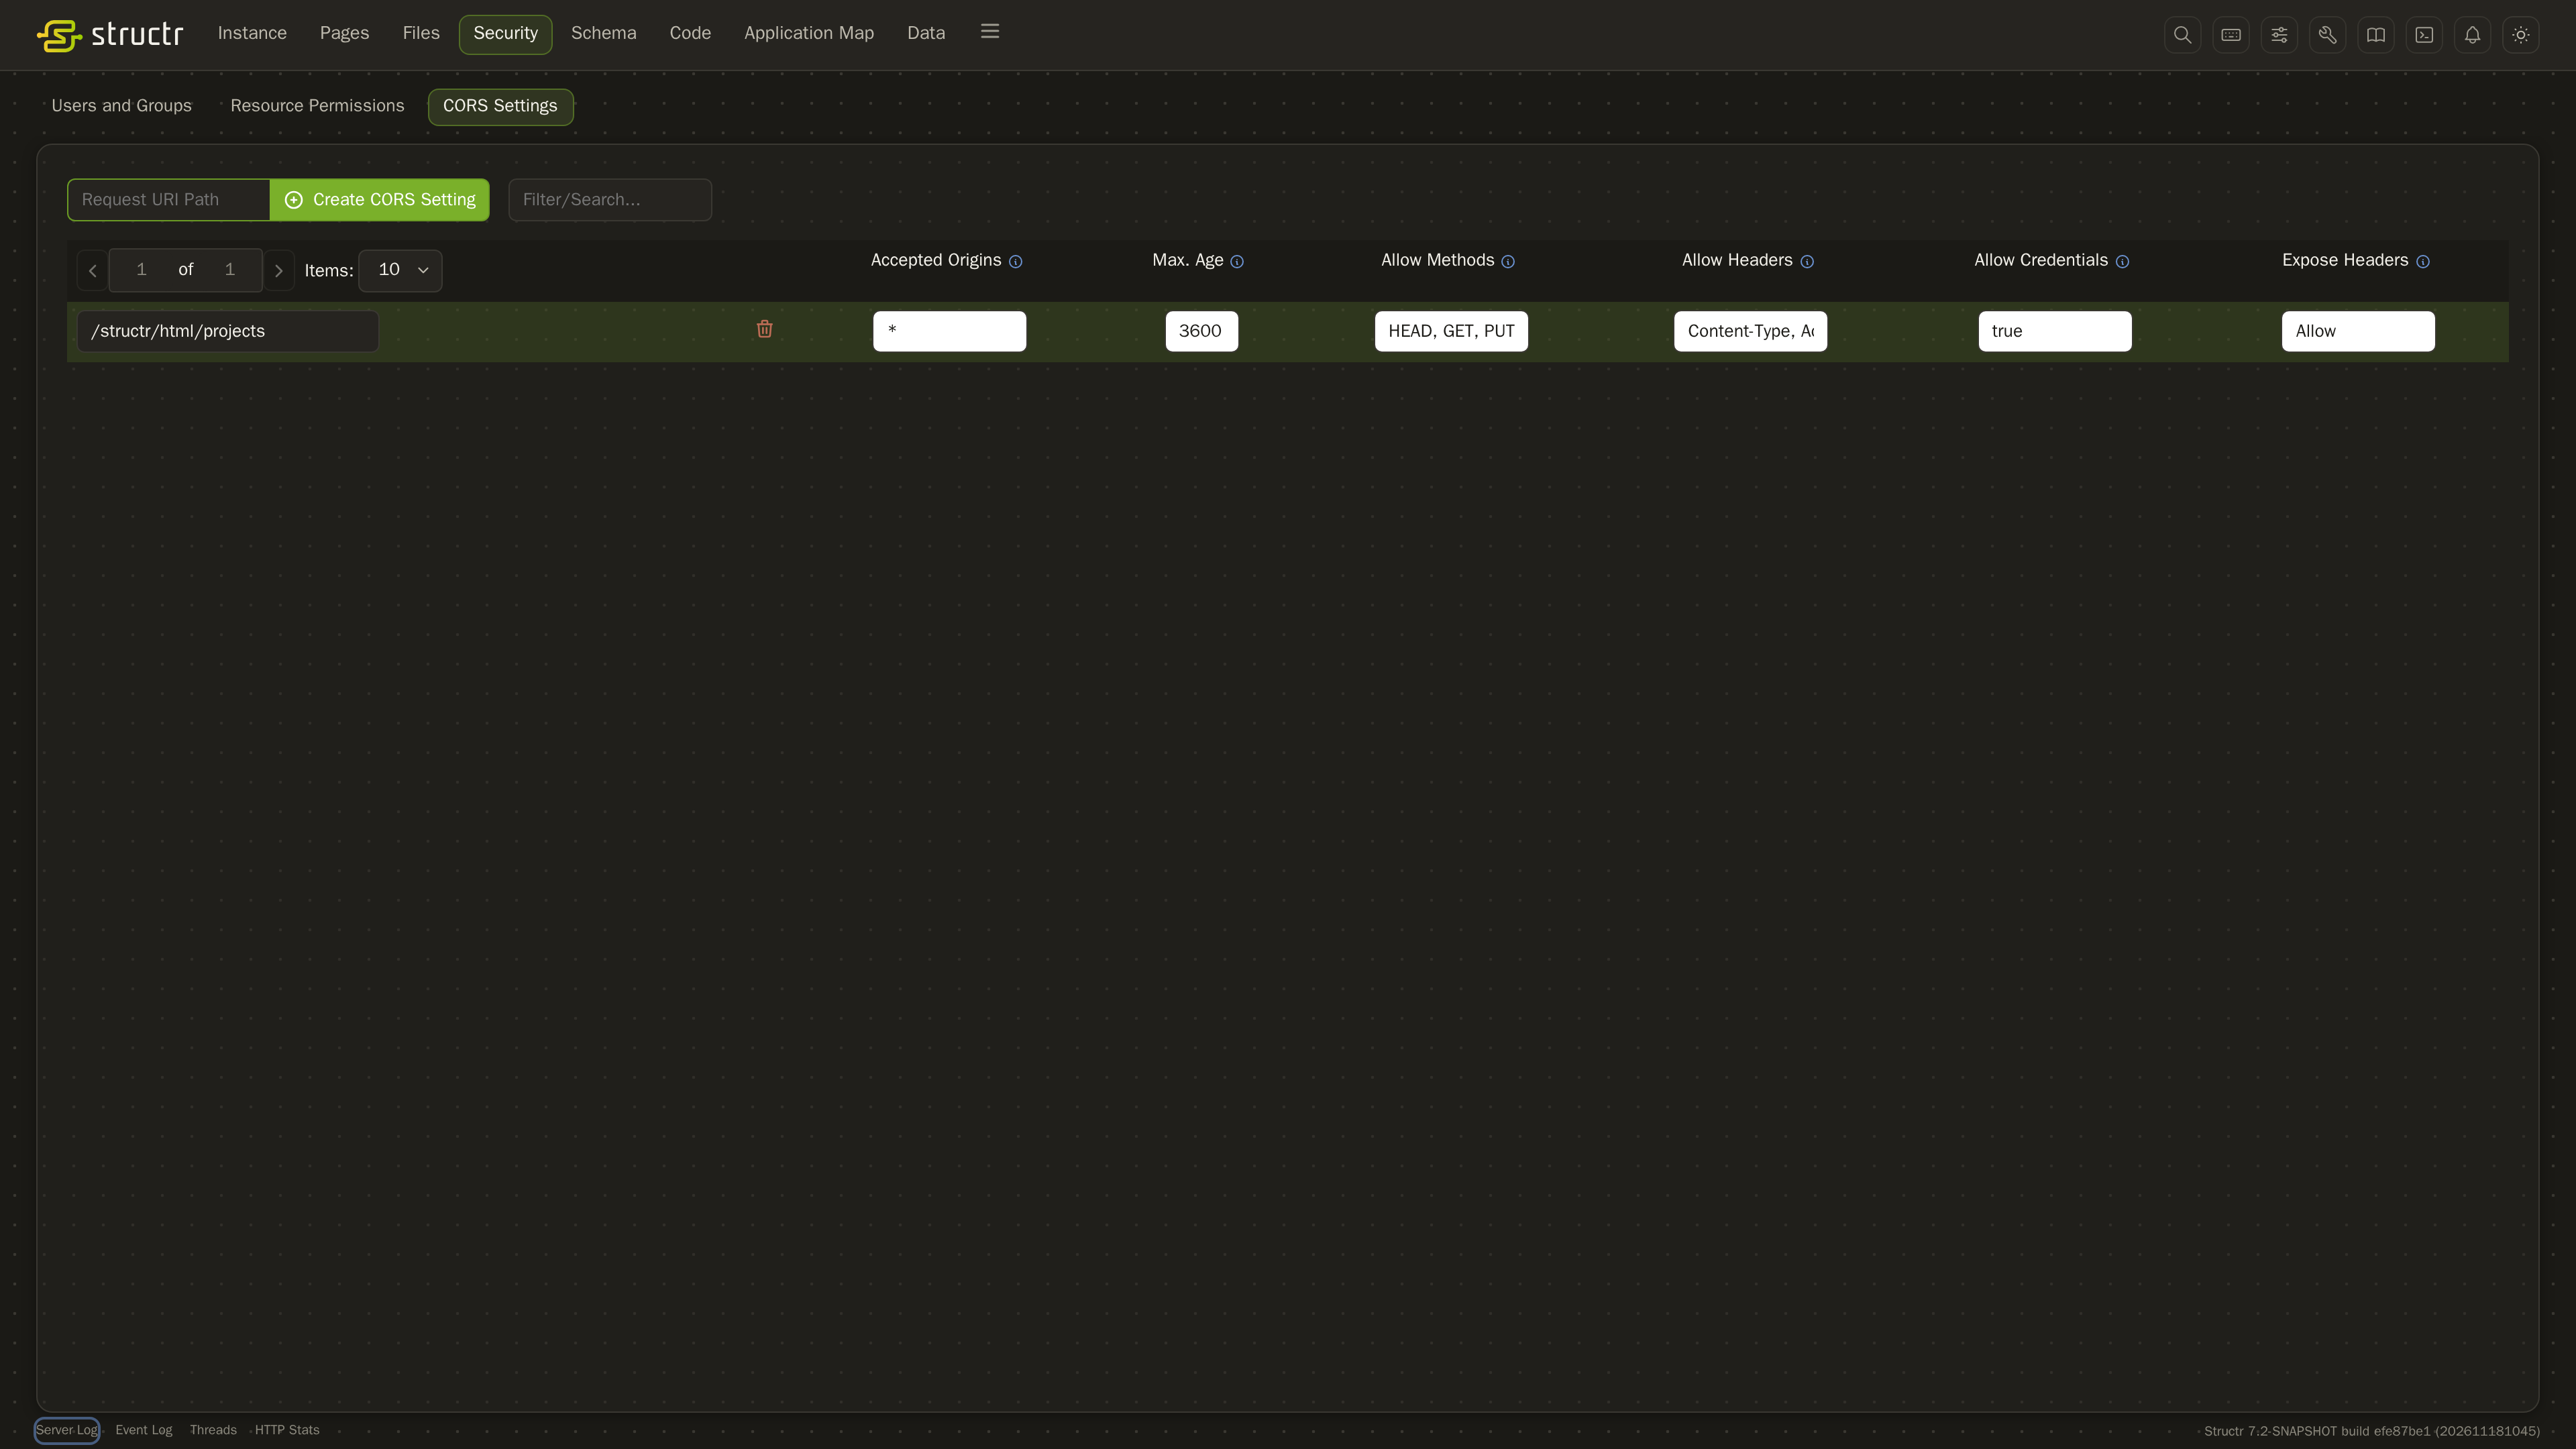 structr Instance Pages Files Security Schema Code Application Map Data
Users and Groups Resource Permissions CORS Settings
Request URI Path Create CORS Setting Filter/Search...
1 of 1 Items: 10 Accepted Origins Max. Age Allow Methods Allow Headers Allow Credentials Expose Headers
/structr/html/projects * 3600 HEAD, GET, PUT Content-Type, Ac true Allow
Server Log Event Log Threads HTTP Stats Structr 7.2-SNAPSHOT build efe87be1 (202611181045)